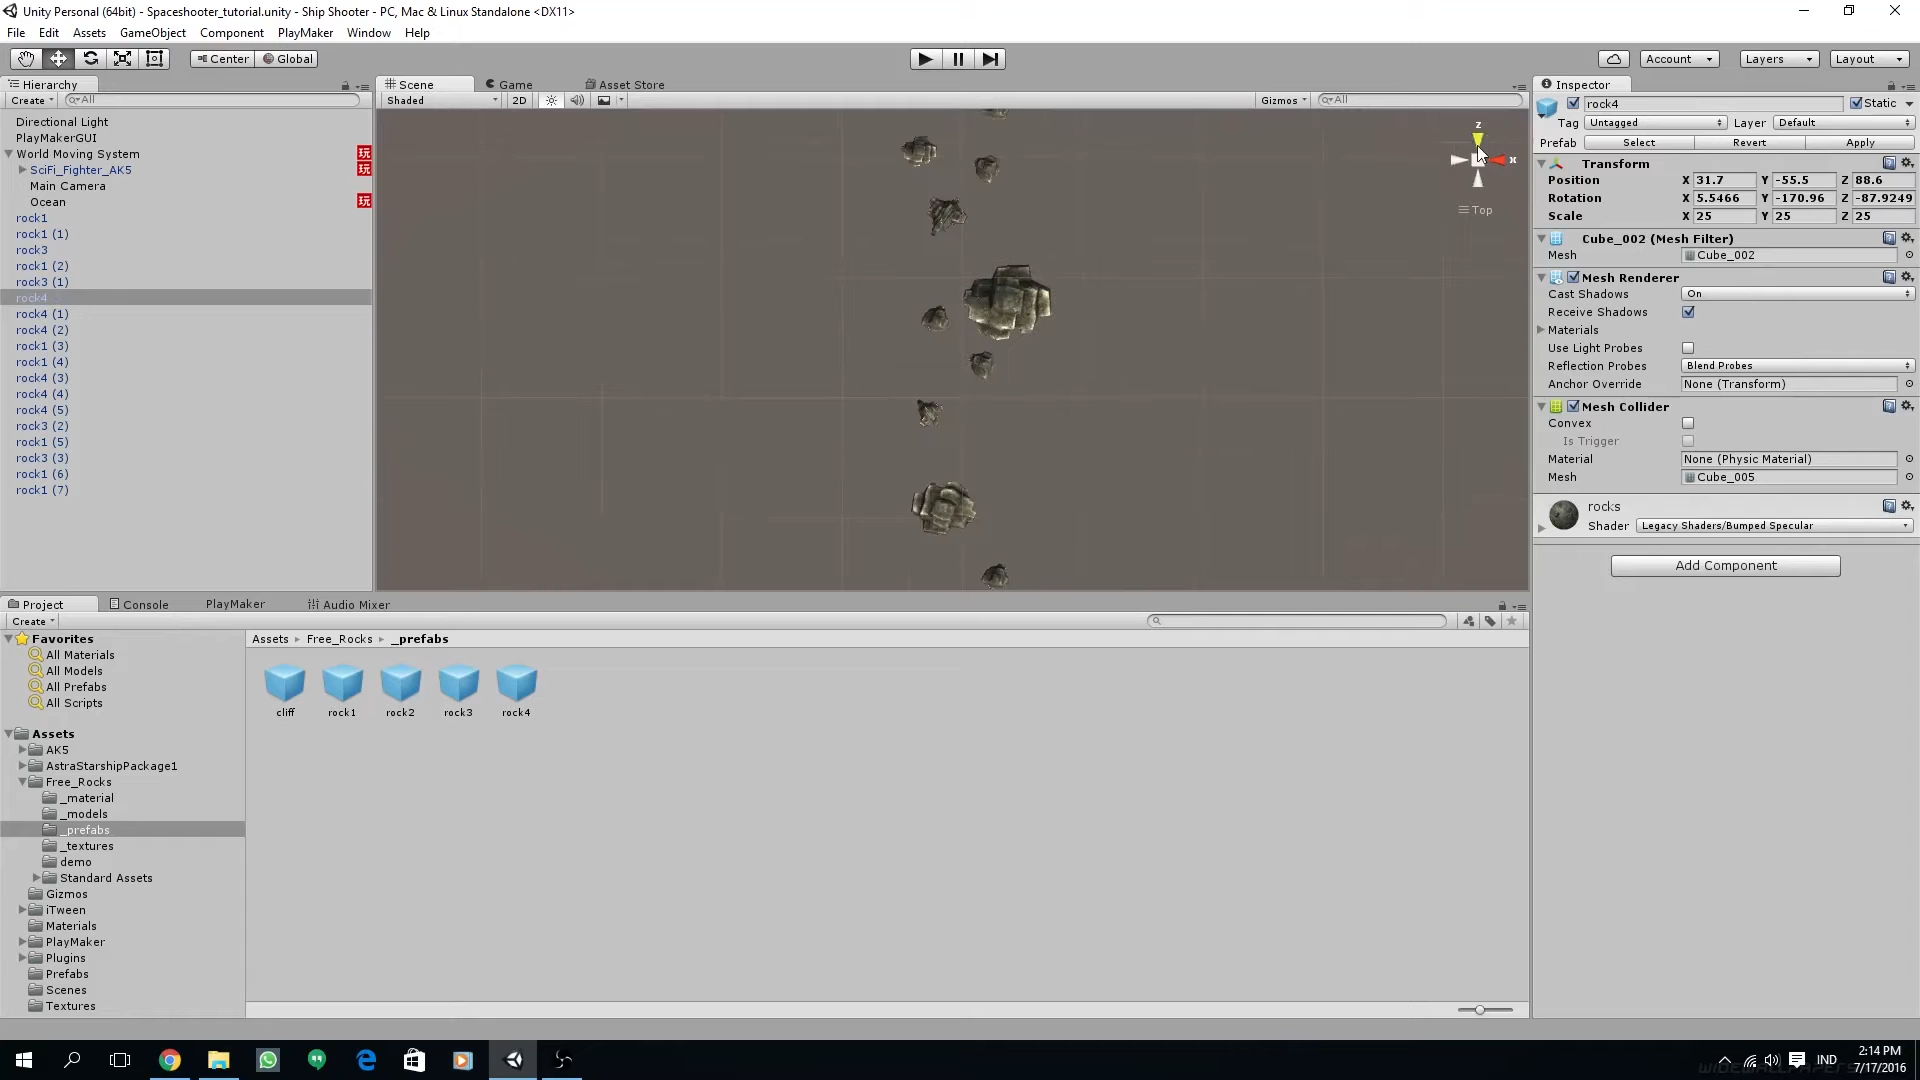 Unity Personal (64bit) - Spaceshooter_tutorial.unity - Ship Shooter - PC, Mac & Linux Standalone <DX11>
File Edit Assets GameObject Component PlayMaker Window Help
Center Global Account Layers Layout
Hierarchy Scene Game Asset Store Inspector
Create All Shaded 2D Gizmos All
rock4 Static
Tag Untagged Layer Default
Prefab Select Revert Apply
Directional Light
PlayMakerGUI
World Moving System 玩
SciFi_Fighter_AK5 玩
Main Camera
Ocean 玩
rock1
rock1 (1)
rock3
rock1 (2)
rock3 (1)
rock4
rock4 (1)
rock4 (2)
rock1 (3)
rock1 (4)
rock4 (3)
rock4 (4)
rock4 (5)
rock3 (2)
rock1 (5)
rock3 (3)
rock1 (6)
rock1 (7)
z
x
Top
Transform
Position X 31.7 Y -55.5 Z 88.6
Rotation X 5.5466 Y -170.96 Z -87.9249
Scale X 25 Y 25 Z 25
Cube_002 (Mesh Filter)
Mesh Cube_002
Mesh Renderer
Cast Shadows On
Receive Shadows
Materials
Use Light Probes
Reflection Probes Blend Probes
Anchor Override None (Transform)
Mesh Collider
Convex
Is Trigger
Material None (Physic Material)
Mesh Cube_005
rocks
Shader Legacy Shaders/Bumped Specular
Add Component
Project Console PlayMaker Audio Mixer
Create
Favorites
All Materials
All Models
All Prefabs
All Scripts
Assets
AK5
AstraStarshipPackage1
Free_Rocks
_material
_models
_prefabs
_textures
demo
Standard Assets
Gizmos
iTween
Materials
PlayMaker
Plugins
Prefabs
Scenes
Textures
Assets Free_Rocks _prefabs
cliff rock1 rock2 rock3 rock4
IND
2:14 PM
7/17/2016